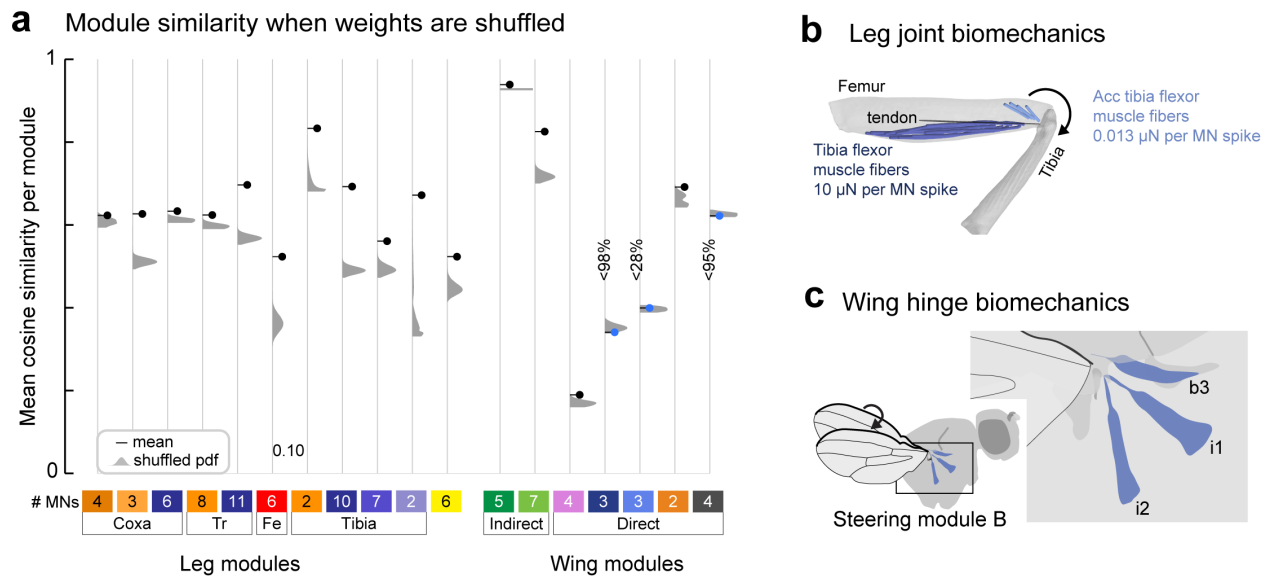 a Module similarity when weights are shuffled
1
Mean cosine similarity per module
0
<98%
<28%
<95%
0.10
mean
shuffled pdf
# MNs 4 3 6 8 11 6 2 10 7 2 6 5 7 4 3 3 2 4
Coxa Tr Fe Tibia Indirect Direct
Leg modules Wing modules
b Leg joint biomechanics
Femur
tendon
Tibia flexor
muscle fibers
10 µN per MN spike
Acc tibia flexor
muscle fibers
0.013 µN per MN spike
Tibia
c Wing hinge biomechanics
b3
i1
i2
Steering module B